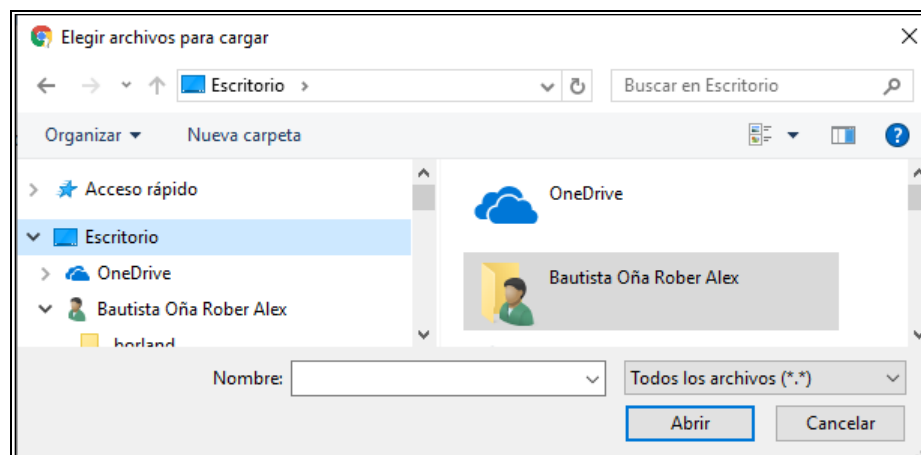 Elegir archivos para cargar
Escritorio
Buscar en Escritorio
Organizar
Nueva carpeta
?
Acceso rápido
Escritorio
OneDrive
Bautista Oña Rober Alex
OneDrive
Bautista Oña Rober Alex
Nombre:
Todos los archivos (*.*)
Abrir
Cancelar